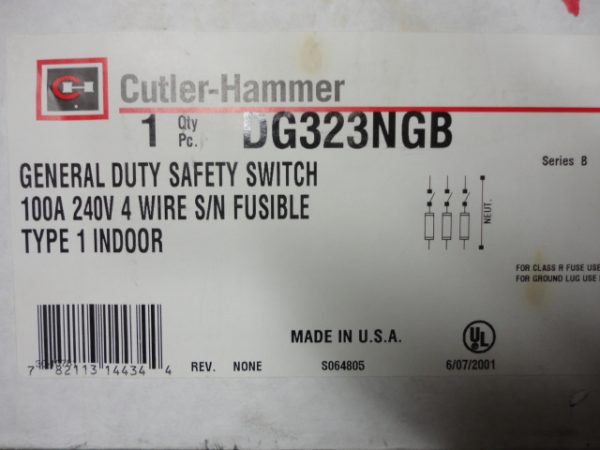 Cutler-Hammer
1 Qty Pc. DG323NGB
Series B
GENERAL DUTY SAFETY SWITCH
100A 240V 4 WIRE S/N FUSIBLE
TYPE 1 INDOOR
NEUT.
FOR CLASS R FUSE USE
FOR GROUND LUG USE
MADE IN U.S.A.
UL
7 82113 14434 4
REV. NONE
S064805
6/07/2001